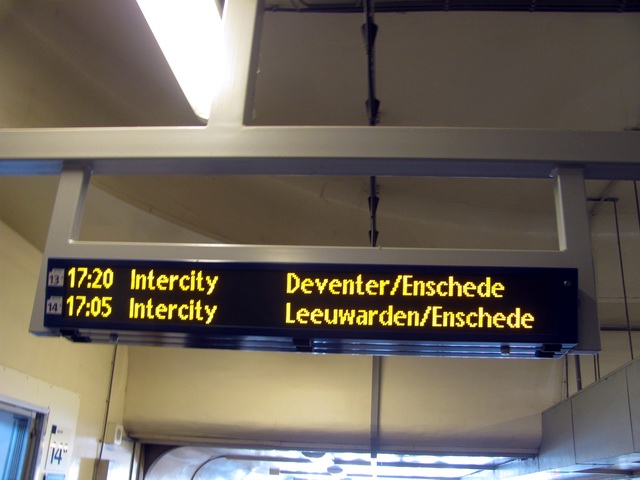 13 17:20 Intercity Deventer/Enschede
14 17:05 Intercity Leeuwarden/Enschede
14